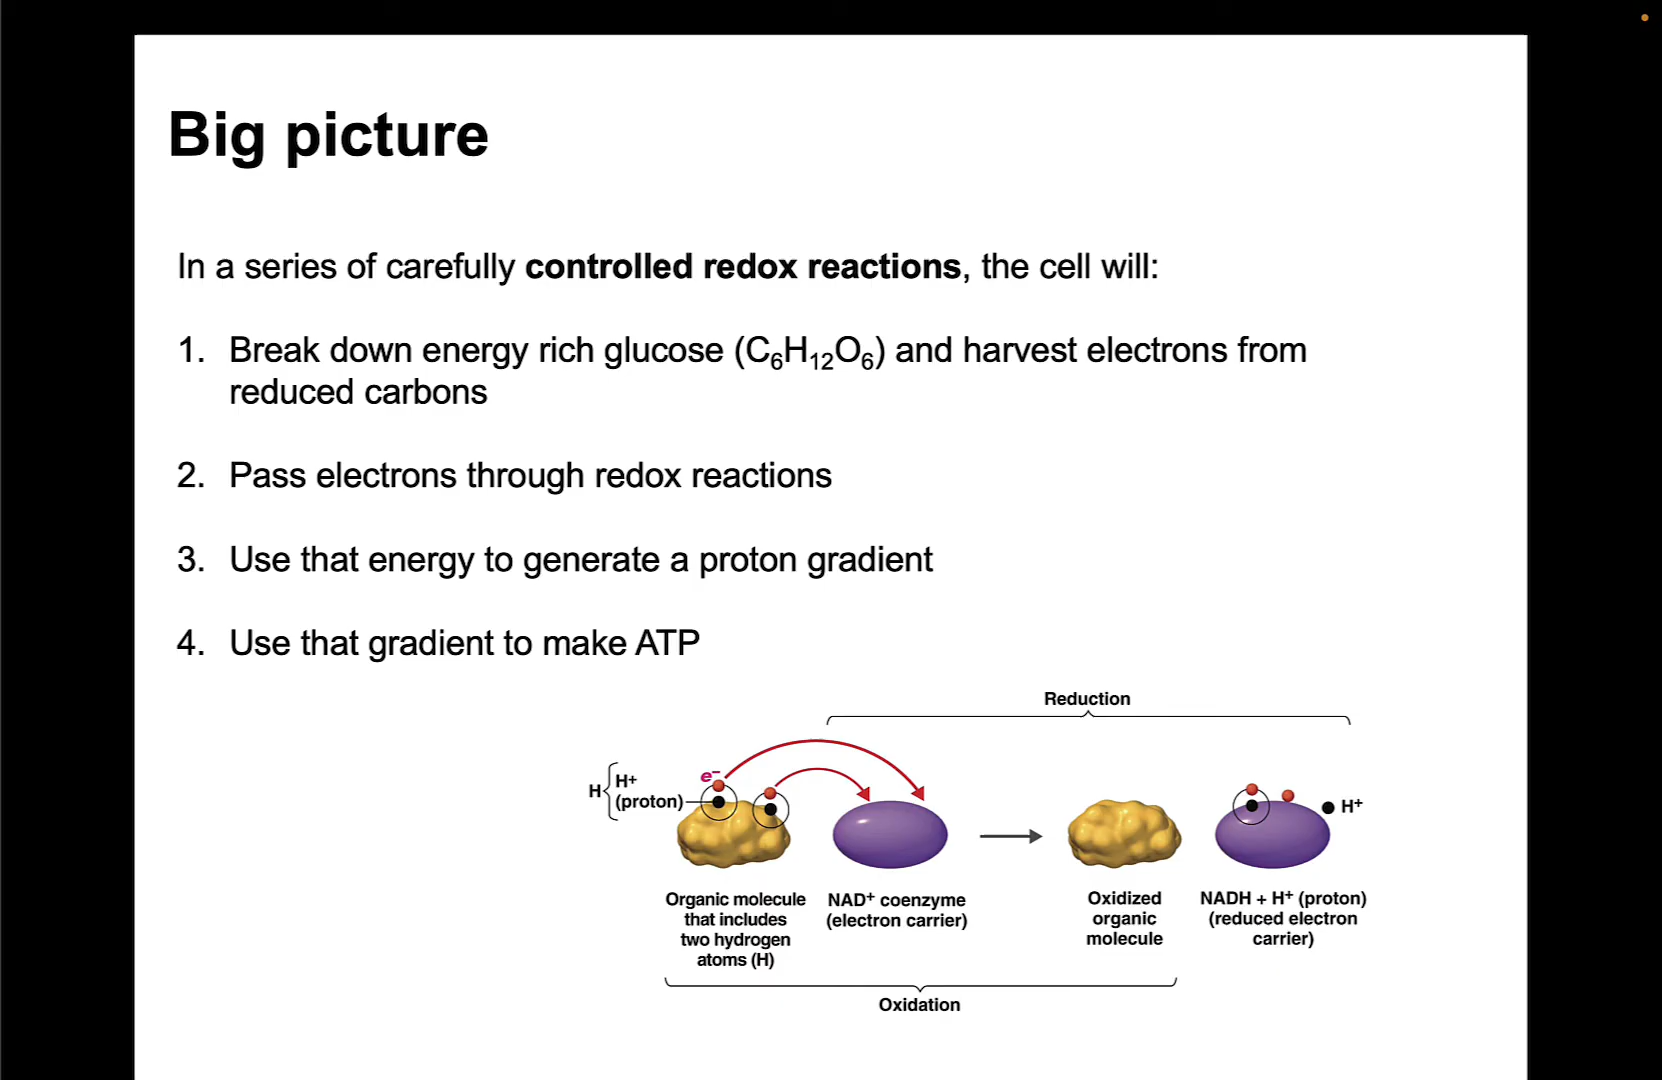 Big picture
In a series of carefully controlled redox reactions, the cell will:
1. Break down energy rich glucose (C₆H₁₂O₆) and harvest electrons from
reduced carbons
2. Pass electrons through redox reactions
3. Use that energy to generate a proton gradient
4. Use that gradient to make ATP
Reduction
H
H⁺
(proton)
e⁻
H⁺
Organic molecule
that includes
two hydrogen
atoms (H)
NAD⁺ coenzyme
(electron carrier)
Oxidized
organic
molecule
NADH + H⁺ (proton)
(reduced electron
carrier)
Oxidation